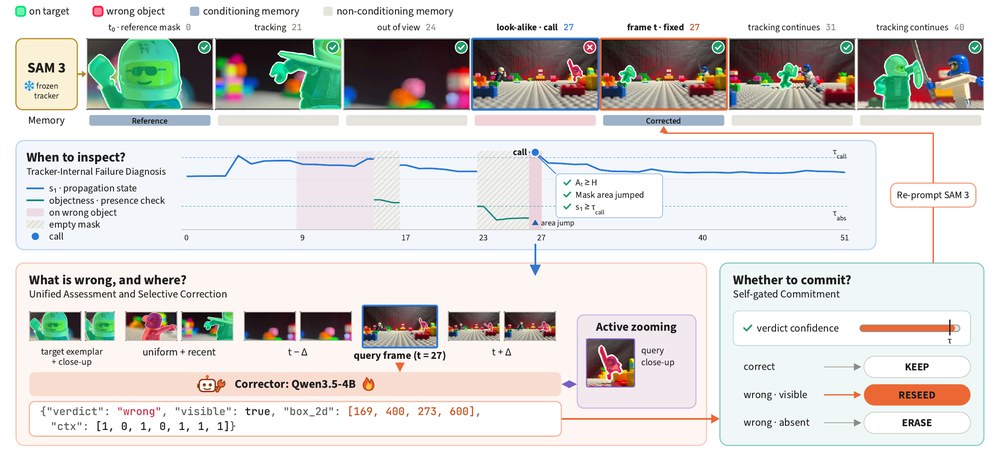 on target
wrong object
conditioning memory
non-conditioning memory
t₀ · reference mask 0
tracking 21
out of view 24
look-alike · call 27
frame t · fixed 27
tracking continues 31
tracking continues 40
SAM 3
frozen
tracker
Memory
Reference
Corrected
When to inspect?
Tracker-Internal Failure Diagnosis
s₁ · propagation state
objectness · presence check
on wrong object
empty mask
call
call
τcall
Aₜ ≥ H
Mask area jumped
s₁ ≥ τcall
area jump
τabs
0
9
17
23
27
40
51
Re-prompt SAM 3
What is wrong, and where?
Unified Assessment and Selective Correction
target exemplar
+ close-up
uniform + recent
t − Δ
query frame (t = 27)
t + Δ
Active zooming
query
close-up
Corrector: Qwen3.5-4B
{"verdict": "wrong", "visible": true, "box_2d": [169, 400, 273, 600],
"ctx": [1, 0, 1, 0, 1, 1, 1]}
Whether to commit?
Self-gated Commitment
verdict confidence
τ
correct
KEEP
wrong · visible
RESEED
wrong · absent
ERASE